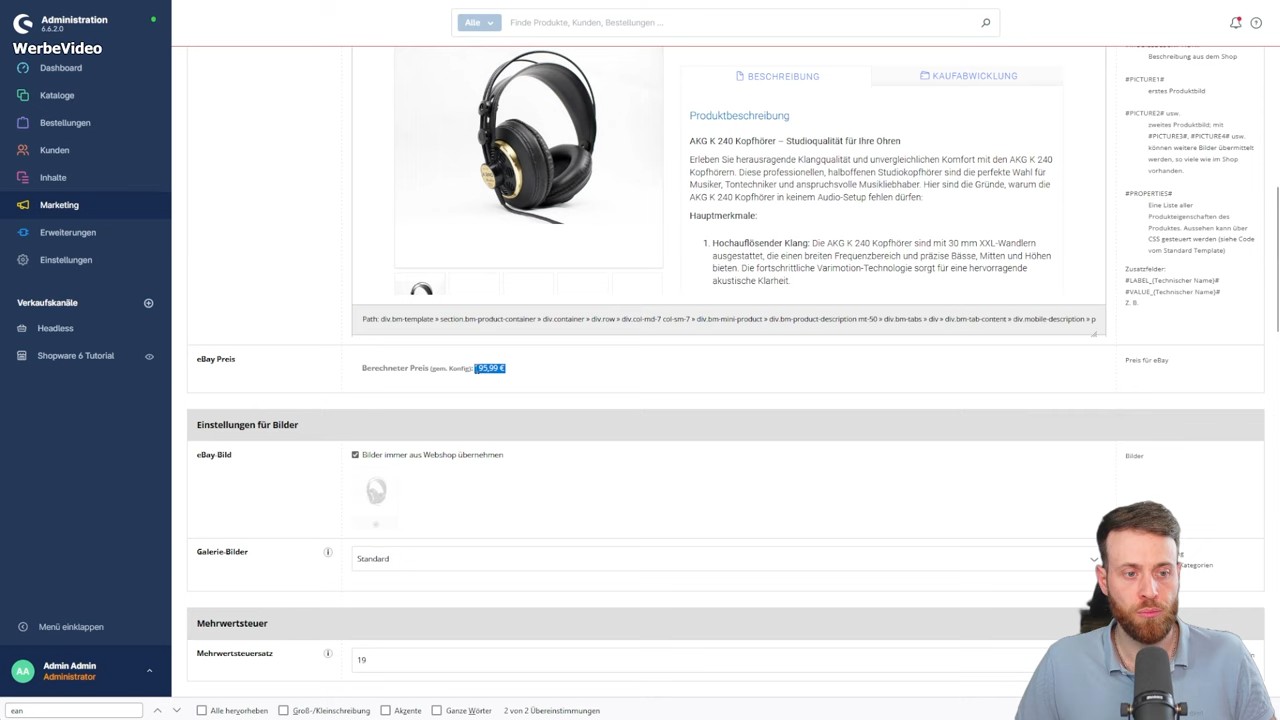 Administration
6.6.2.0
WerbeVideo
Dashboard
Kataloge
Bestellungen
Kunden
Inhalte
Marketing
Erweiterungen
Einstellungen
Verkaufskanäle
Headless
Shopware 6 Tutorial
Menü einklappen
AA
Admin Admin
Administrator
Alle
Finde Produkte, Kunden, Bestellungen ...
BESCHREIBUNG
KAUFABWICKLUNG
Produktbeschreibung
AKG K 240 Kopfhörer – Studioqualität für Ihre Ohren
Erleben Sie herausragende Klangqualität und unvergleichlichen Komfort mit den AKG K 240
Kopfhörern. Diese professionellen, halboffenen Studiokopfhörer sind die perfekte Wahl für
Musiker, Tontechniker und anspruchsvolle Musikliebhaber. Hier sind die Gründe, warum die
AKG K 240 Kopfhörer in keinem Audio-Setup fehlen dürfen:
Hauptmerkmale:
1. Hochauflösender Klang: Die AKG K 240 Kopfhörer sind mit 30 mm XXL-Wandlern
ausgestattet, die einen breiten Frequenzbereich und präzise Bässe, Mitten und Höhen
bieten. Die fortschrittliche Varimotion-Technologie sorgt für eine hervorragende
akustische Klarheit.
Path: div.bm-template » section.bm-product-container » div.container » div.row » div.col-md-7 col-sm-7 » div.bm-mini-product » div.bm-product-description mt-50 » div.bm-tabs » div » div.bm-tab-content » div.mobile-description » p
Beschreibung aus dem Shop
#PICTURE1#
erstes Produktbild
#PICTURE2# usw.
zweites Produktbild, mit
#PICTURE3#, #PICTURE4# usw.
können weitere Bilder übermittelt
werden, so viele wie im Shop
vorhanden.
#PROPERTIES#
Eine Liste aller
Produkteigenschaften des
Produktes. Aussehen kann über
CSS gesteuert werden (siehe Code
vom Standard Template)
Zusatzfelder:
#LABEL_{Technischer Name}#
#VALUE_{Technischer Name}#
Z. B.
eBay Preis
Berechneter Preis (gem. Konfig): 95,99 €
Preis für eBay
Einstellungen für Bilder
eBay-Bild
Bilder immer aus Webshop übernehmen
Bilder
Galerie-Bilder
Standard
Kategorien
Mehrwertsteuer
Mehrwertsteuersatz
19
ean
Alle hervorheben
Groß-/Kleinschreibung
Akzente
Ganze Wörter
2 von 2 Übereinstimmungen